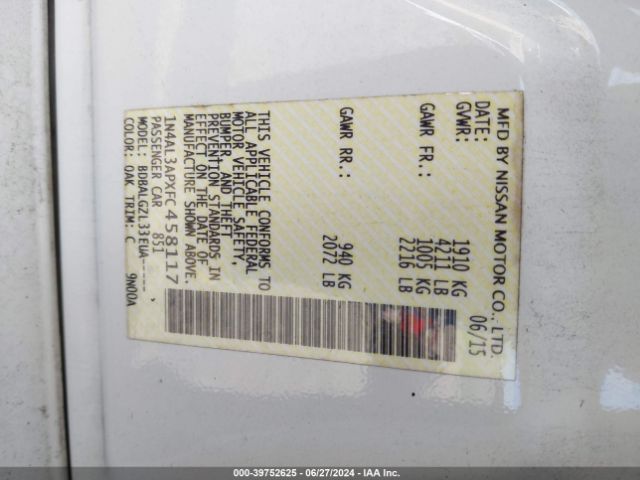 MFD BY NISSAN MOTOR CO., LTD.
DATE: 06/15
GVWR: 1910 KG
4211 LB
GAWR FR.: 1005 KG
2216 LB
GAWR RR.: 940 KG
2072 LB
THIS VEHICLE CONFORMS TO
ALL APPLICABLE FEDERAL
MOTOR VEHICLE SAFETY,
BUMPER, AND THEFT
PREVENTION STANDARDS IN
EFFECT ON THE DATE OF
MANUFACTURE SHOWN ABOVE.
1N4AL3APXFC458117
PASSENGER CAR 851
MODEL: BDBALGZL33EUA-----
COLOR: QAK TRIM: C 9N00A
000-39752625 - 06/27/2024 - IAAI.COM